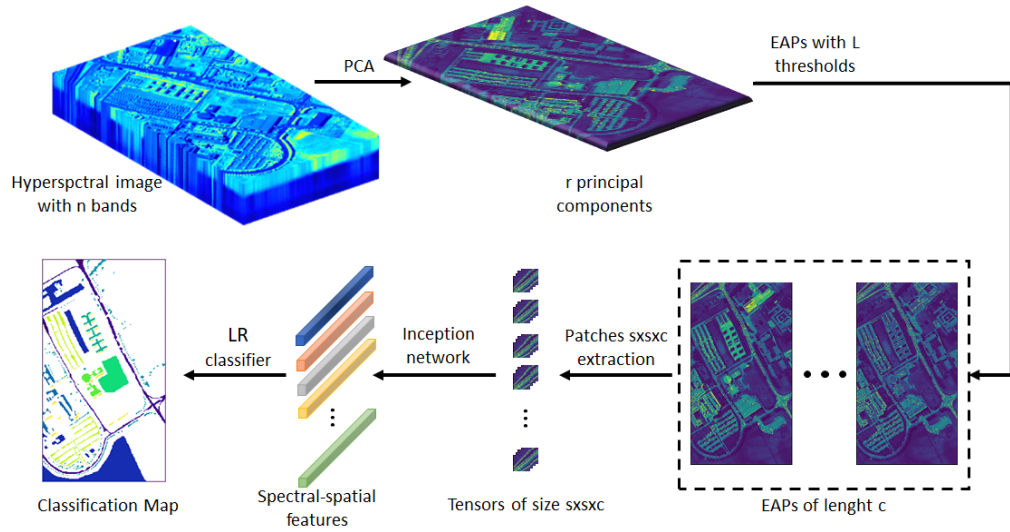 PCA
EAPs with L
thresholds
Hyperspctral image
with n bands
r principal
components
LR
classifier
Inception
network
Patches sxsxc
extraction
Classification Map
Spectral-spatial
features
Tensors of size sxsxc
EAPs of lenght c